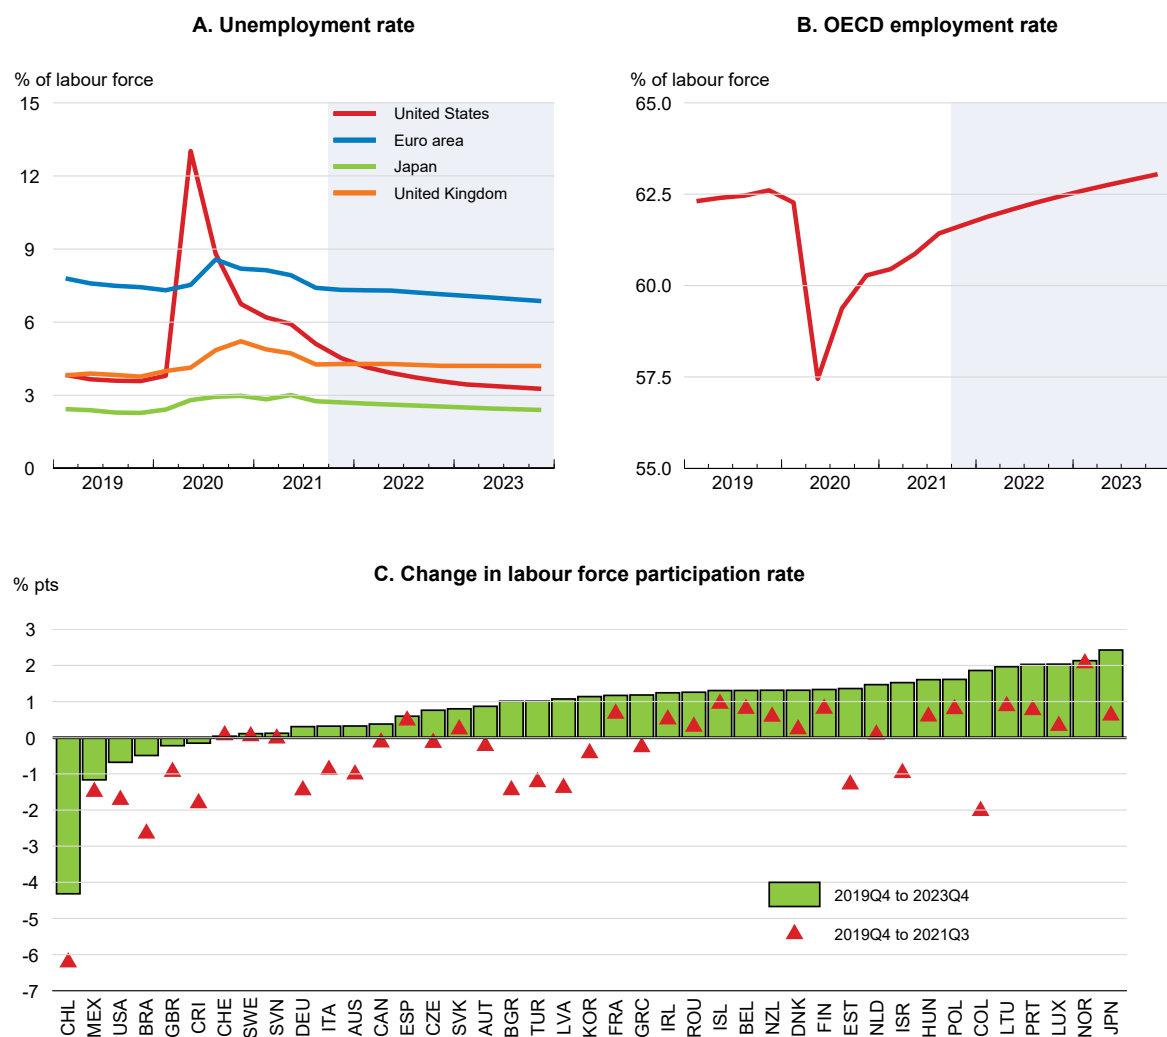 A. Unemployment rate
% of labour force
15
12
9
6
3
0
United States
Euro area
Japan
United Kingdom
2019 2020 2021 2022 2023
B. OECD employment rate
% of labour force
65.0
62.5
60.0
57.5
55.0
2019 2020 2021 2022 2023
C. Change in labour force participation rate
% pts
3
2
1
0
-1
-2
-3
-4
-5
-6
-7
2019Q4 to 2023Q4
2019Q4 to 2021Q3
CHL MEX USA BRA GBR CRI CHE SWE SVN DEU ITA AUS CAN ESP CZE SVK AUT BGR TUR LVA KOR FRA GRC IRL ROU ISL BEL NZL DNK FIN EST NLD ISR HUN POL COL LTU PRT LUX NOR JPN